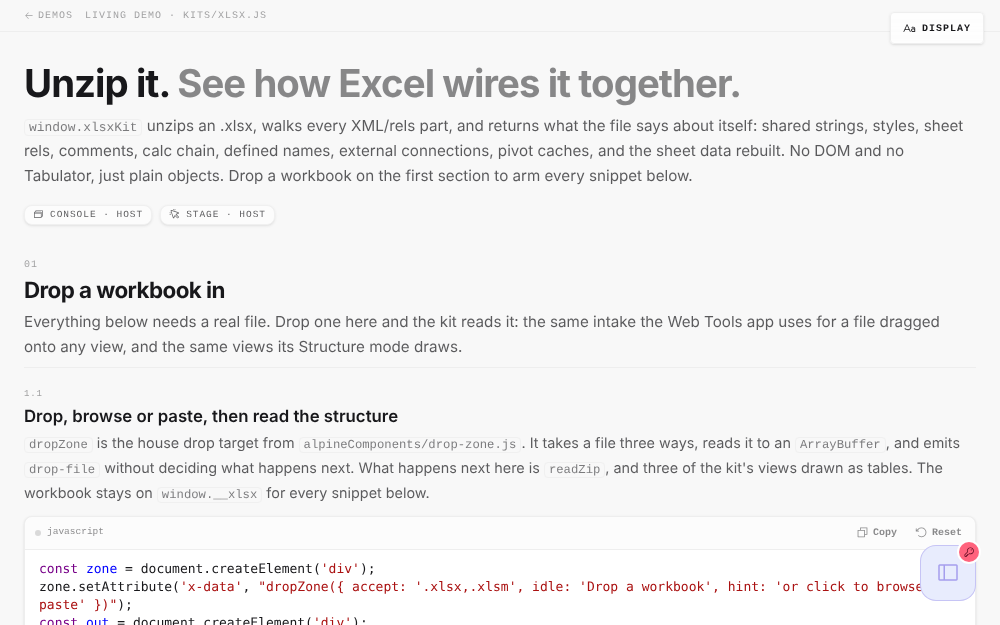 ← DEMOS LIVING DEMO · KITS/XLSX.JS
Aa DISPLAY
Unzip it. See how Excel wires it together.
window.xlsxKit unzips an .xlsx, walks every XML/rels part, and returns what the file says about itself: shared strings, styles, sheet
rels, comments, calc chain, defined names, external connections, pivot caches, and the sheet data rebuilt. No DOM and no
Tabulator, just plain objects. Drop a workbook on the first section to arm every snippet below.
CONSOLE · HOST STAGE · HOST
01
Drop a workbook in
Everything below needs a real file. Drop one here and the kit reads it: the same intake the Web Tools app uses for a file dragged
onto any view, and the same views its Structure mode draws.
1.1
Drop, browse or paste, then read the structure
dropZone is the house drop target from alpineComponents/drop-zone.js. It takes a file three ways, reads it to an ArrayBuffer, and emits
drop-file without deciding what happens next. What happens next here is readZip, and three of the kit's views drawn as tables. The
workbook stays on window.__xlsx for every snippet below.
javascript Copy Reset
const zone = document.createElement('div');
zone.setAttribute('x-data', "dropZone({ accept: '.xlsx,.xlsm', idle: 'Drop a workbook', hint: 'or click to browse
paste' })");
const out = document.createElement('div');